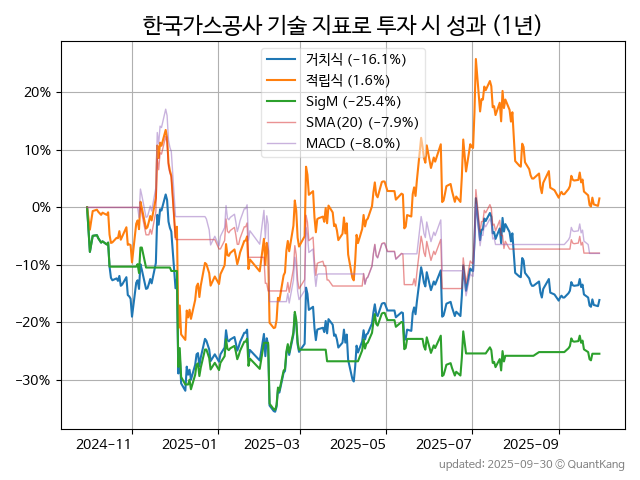 한국가스공사 기술 지표로 투자 시 성과 (1년)
거치식 (−16.1%)
적립식 (1.6%)
SigM (−25.4%)
SMA(20) (−7.9%)
MACD (−8.0%)
20%
10%
0%
−10%
−20%
−30%
2024−11 2025−01 2025−03 2025−05 2025−07 2025−09
updated: 2025−09−30 © QuantKang